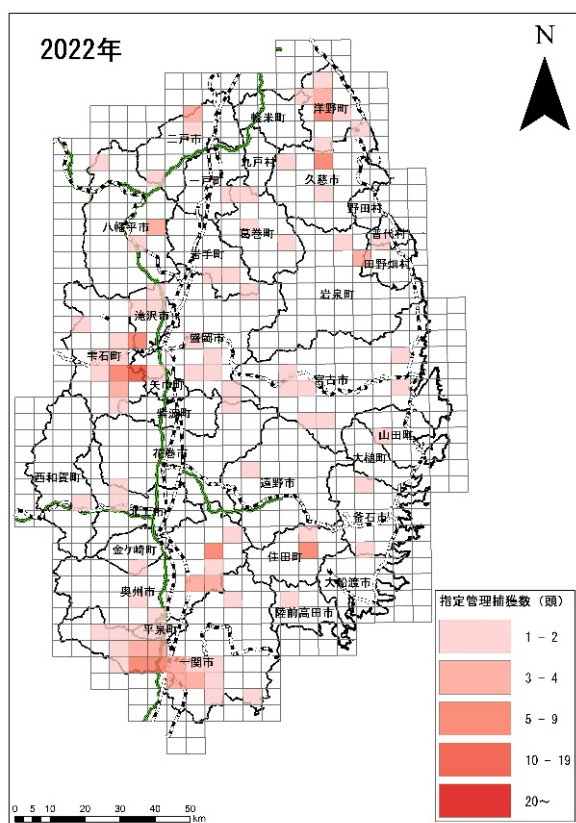 2022年
N
洋野町
軽米町
二戸市
九戸村
久慈市
一戸町
野田村
八幡平市
葛巻町
普代村
岩手町
田野畑村
岩泉町
滝沢市
盛岡市
雫石町
矢巾町
宮古市
紫波町
山田町
花巻市
大槌町
西和賀町
遠野市
北上市
釜石市
金ケ崎町
住田町
奥州市
大船渡市
陸前高田市
平泉町
一関市
指定管理捕獲数（頭）
1 - 2
3 - 4
5 - 9
10 - 19
20～
0 5 10 20 30 40 50
km